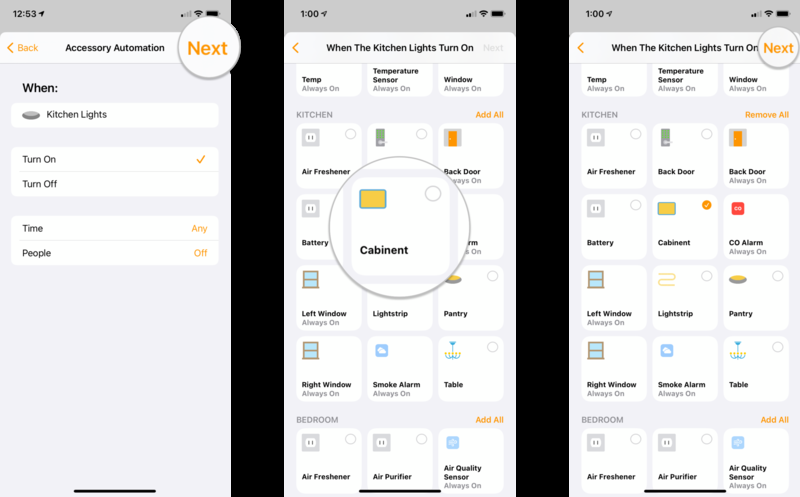 12:53
Back
Accessory Automation
Next
When:
Kitchen Lights
Turn On
Turn Off
Time
Any
People
Off
1:00
When The Kitchen Lights Turn On
Next
Temp
Always On
Temperature
Sensor
Always On
Window
Always On
KITCHEN
Add All
Air Freshener
Back Door
Always On
Battery
Cabinent
Left Window
Always On
Lightstrip
Pantry
Right Window
Always On
Smoke Alarm
Always On
Table
BEDROOM
Add All
Air Freshener
Air Purifier
Air Quality
Sensor
Always On
1:00
When The Kitchen Lights Turn On
Next
Temp
Always On
Temperature
Sensor
Always On
Window
Always On
KITCHEN
Remove All
Air Freshener
Back Door
Back Door
Always On
Battery
Cabinent
CO
CO Alarm
Always On
Left Window
Always On
Lightstrip
Pantry
Right Window
Always On
Smoke Alarm
Always On
Table
BEDROOM
Add All
Air Freshener
Air Purifier
Air Quality
Sensor
Always On